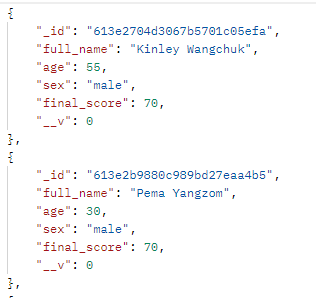 {
"_id": "613e2704d3067b5701c05efa",
"full_name": "Kinley Wangchuk",
"age": 55,
"sex": "male",
"final_score": 70,
"__v": 0
},
{
"_id": "613e2b9880c989bd27eaa4b5",
"full_name": "Pema Yangzom",
"age": 30,
"sex": "male",
"final_score": 70,
"__v": 0
},